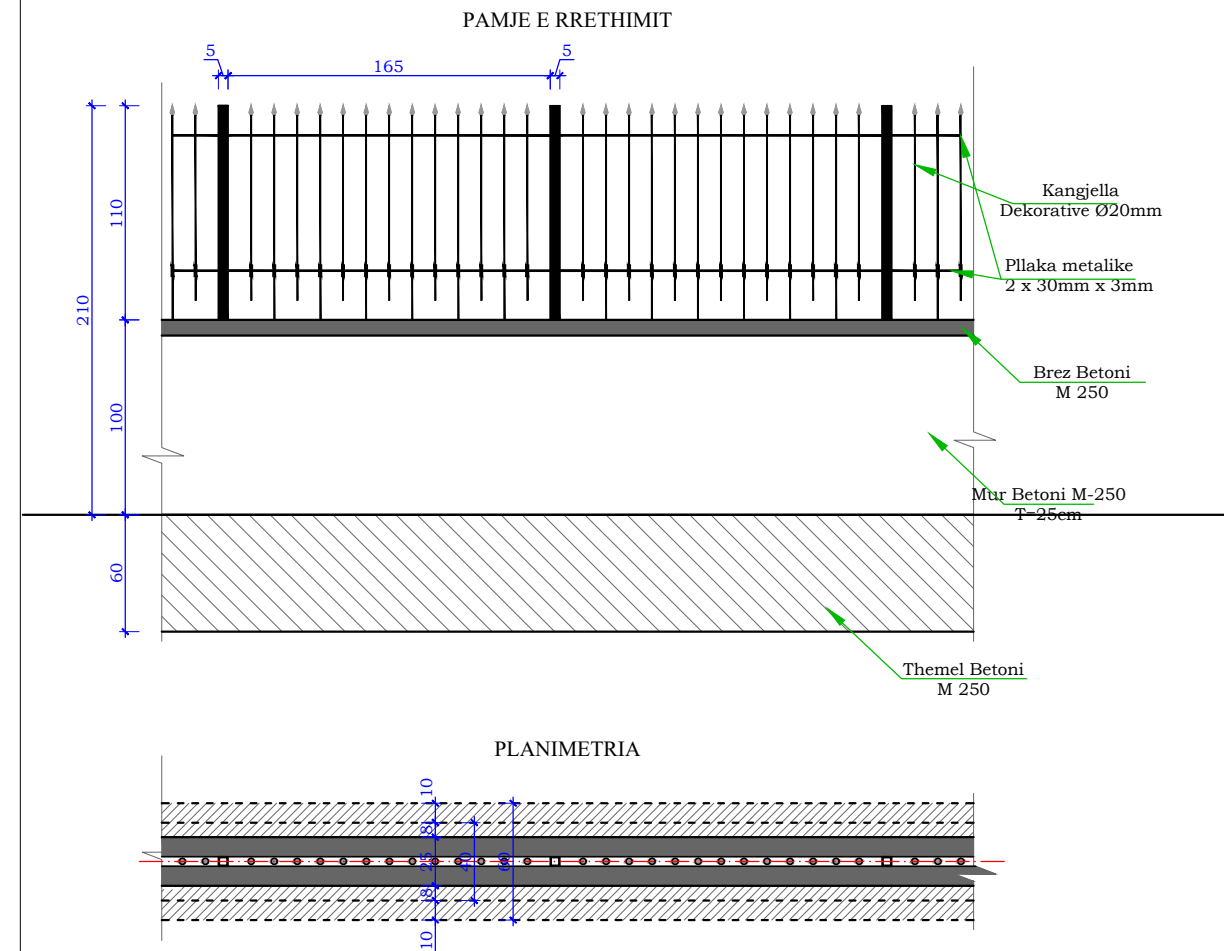 PAMJE E RRETHIMIT
5
165
5
110
210
100
60
Kangjella
Dekorative Ø20mm
Pllaka metalike
2 x 30mm x 3mm
Brez Betoni
M 250
Mur Betoni M-250
T=25cm
Themel Betoni
M 250
PLANIMETRIA
10
8
25
40
60
8
10